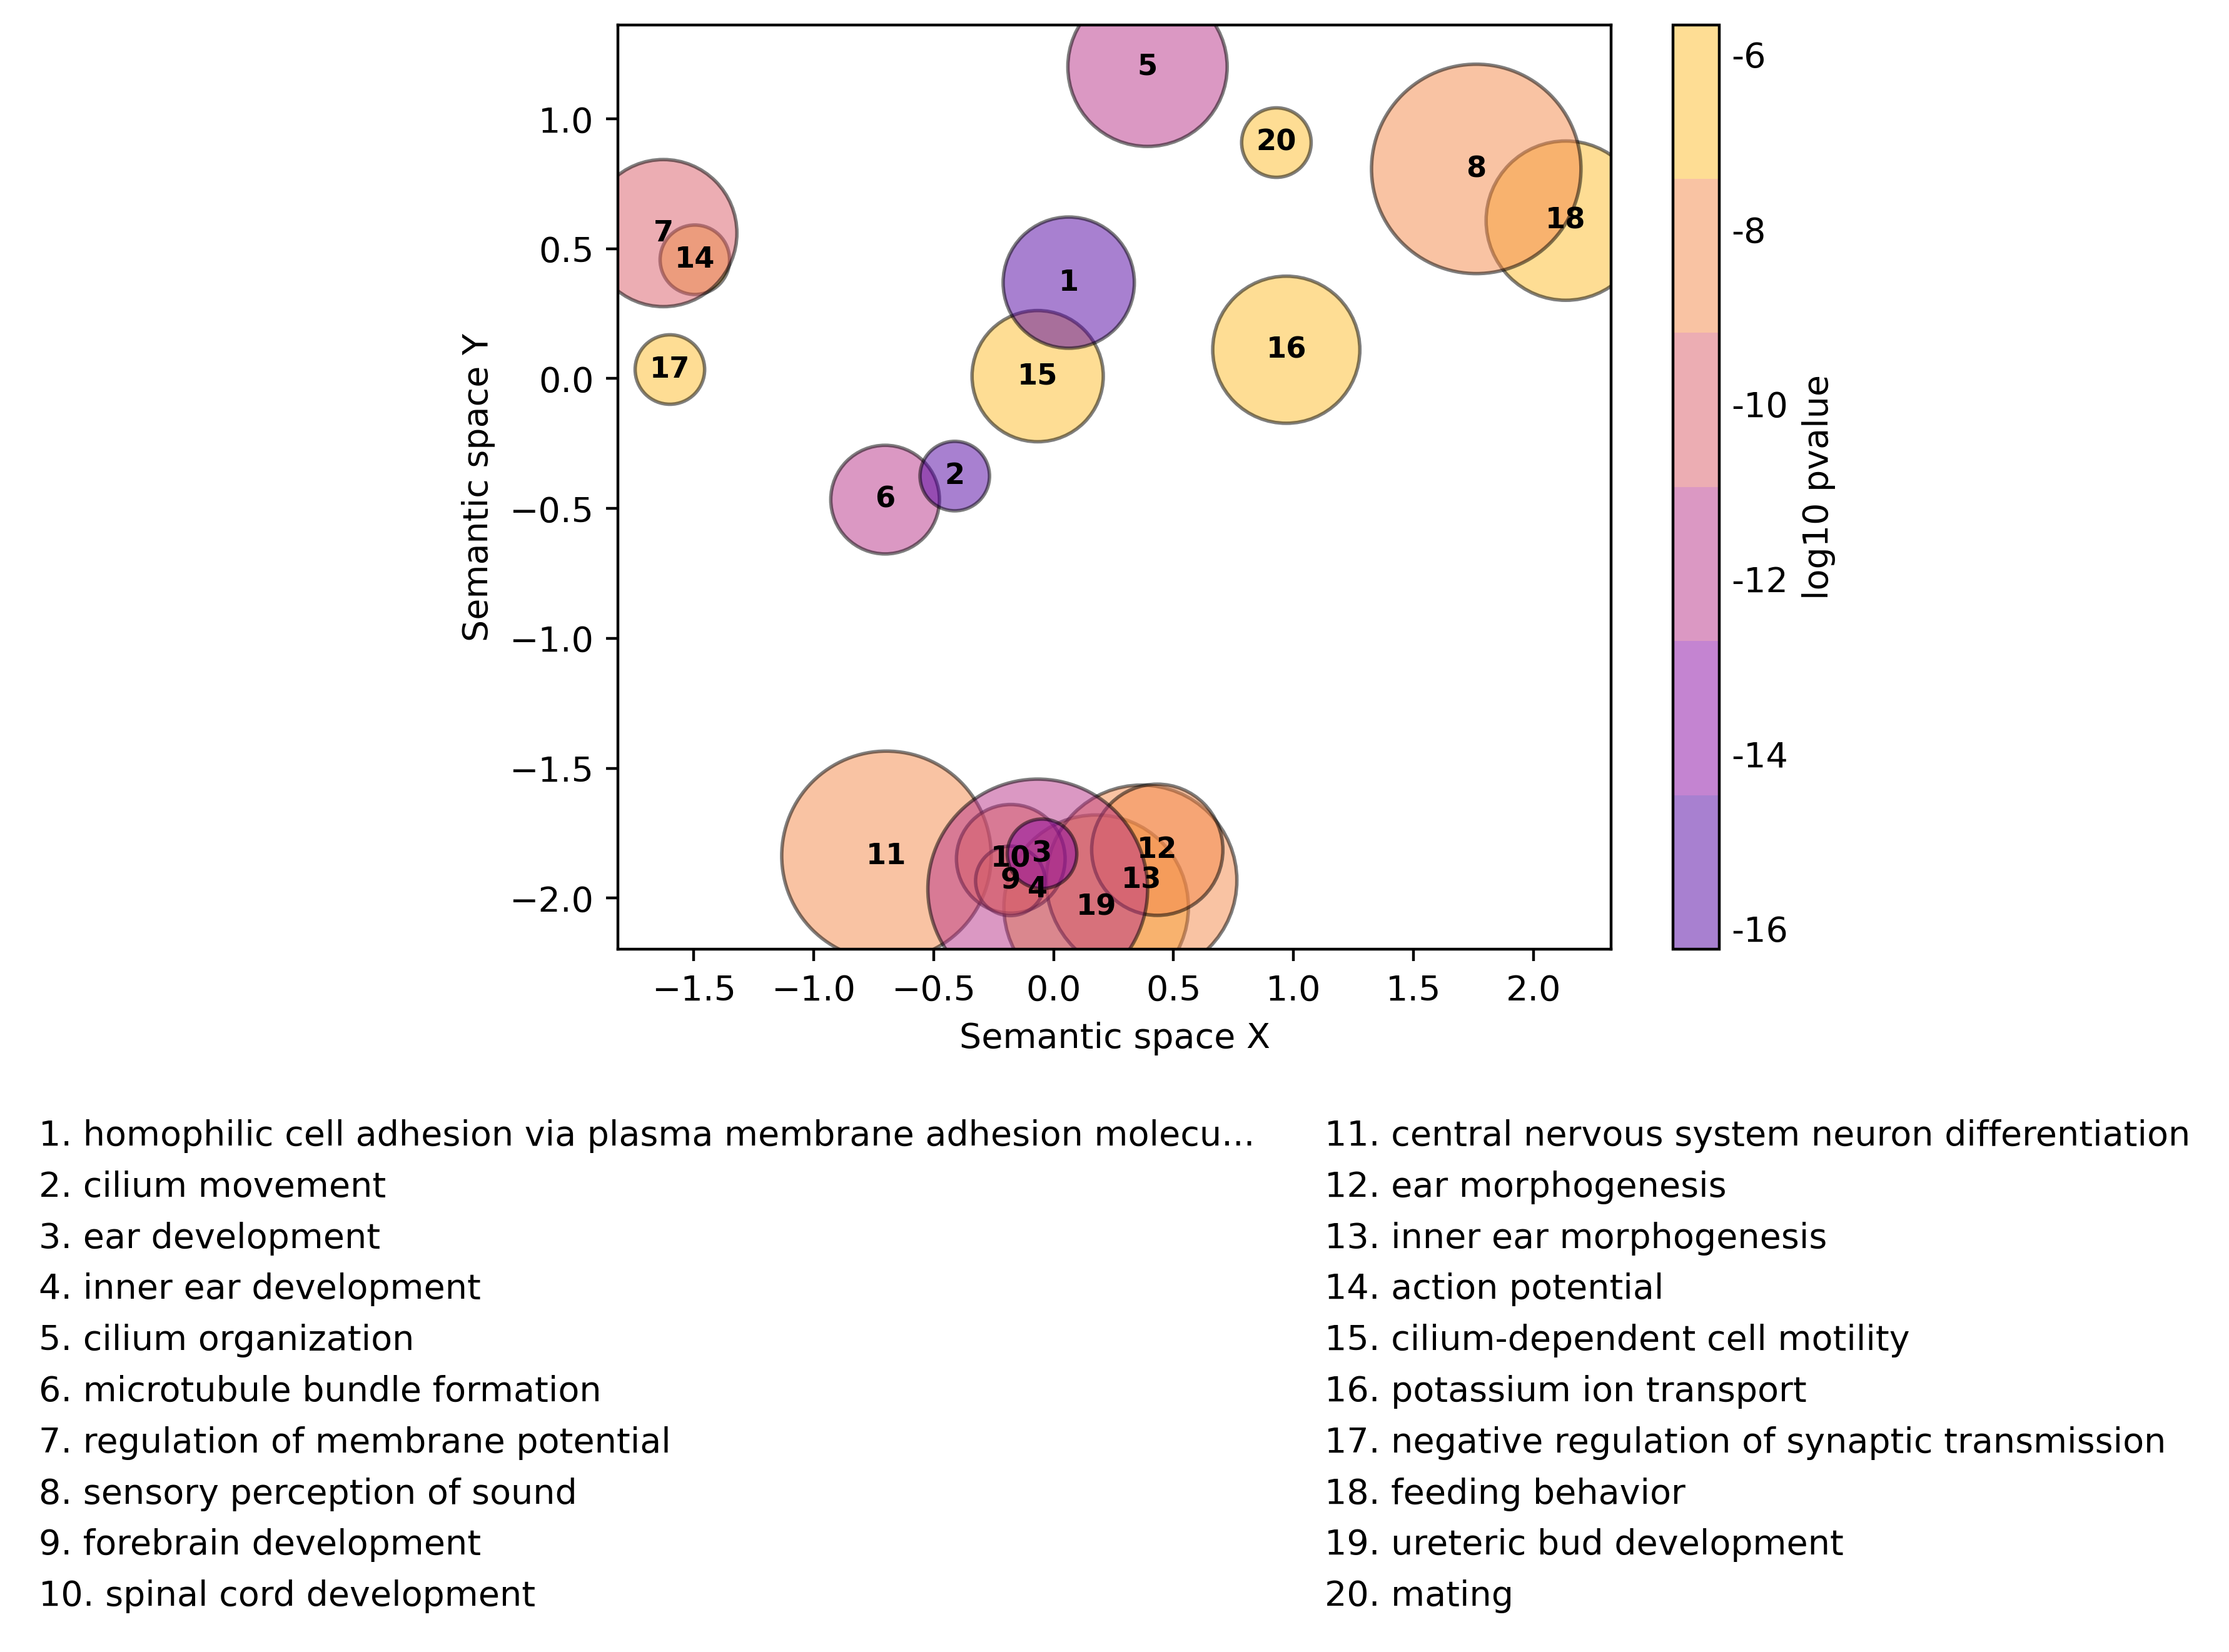 5
20
8
18
7
14
1
16
15
17
2
6
11
10
3
12
9
4
13
19
1.0
0.5
0.0
−0.5
−1.0
−1.5
−2.0
Semantic space Y
−1.5 −1.0 −0.5 0.0 0.5 1.0 1.5 2.0
Semantic space X
-6
-8
-10
-12
-14
-16
log10 pvalue
1. homophilic cell adhesion via plasma membrane adhesion molecu...
2. cilium movement
3. ear development
4. inner ear development
5. cilium organization
6. microtubule bundle formation
7. regulation of membrane potential
8. sensory perception of sound
9. forebrain development
10. spinal cord development
11. central nervous system neuron differentiation
12. ear morphogenesis
13. inner ear morphogenesis
14. action potential
15. cilium-dependent cell motility
16. potassium ion transport
17. negative regulation of synaptic transmission
18. feeding behavior
19. ureteric bud development
20. mating